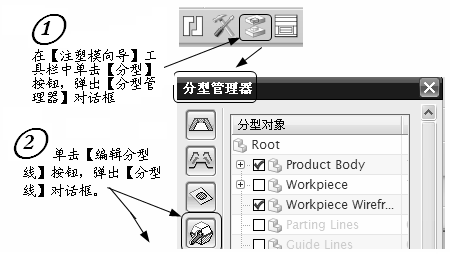 1
在【注塑模向导】工
具栏中单击【分型】
按钮，弹出【分型管
理器】对话框
分型管理器
分型对象
Root
Product Body
Workpiece
Workpiece Wirefr...
Parting Lines
Guide Lines
2
单击【编辑分型
线】按钮，弹出【分型
线】对话框。